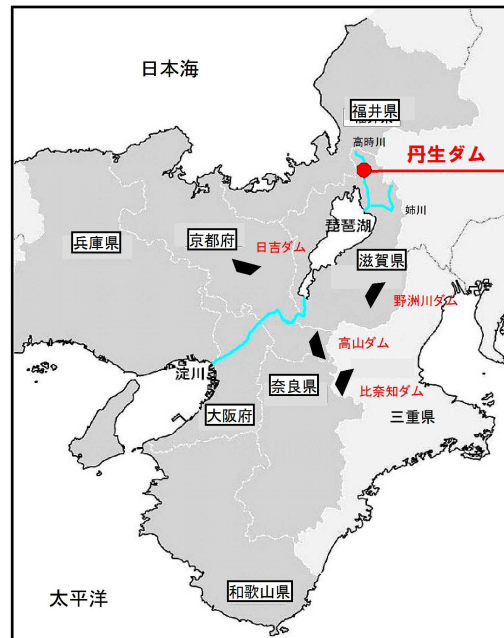 日本海
福井県
高時川
丹生ダム
姉川
琵琶湖
兵庫県
京都府
日吉ダム
滋賀県
野洲川ダム
高山ダム
淀川
奈良県
比奈知ダム
大阪府
三重県
和歌山県
太平洋